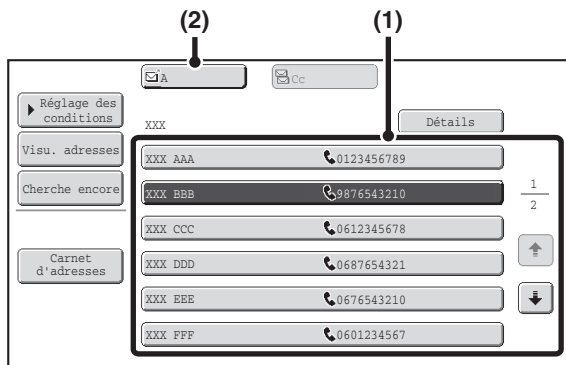 (2) (1)
A Cc
Réglage des
conditions
XXX Détails
Visu. adresses
XXX AAA 0123456789
Cherche encore
XXX BBB 9876543210
1
2
XXX CCC 0612345678
Carnet
d'adresses
XXX DDD 0687654321
XXX EEE 0676543210
XXX FFF 0601234567